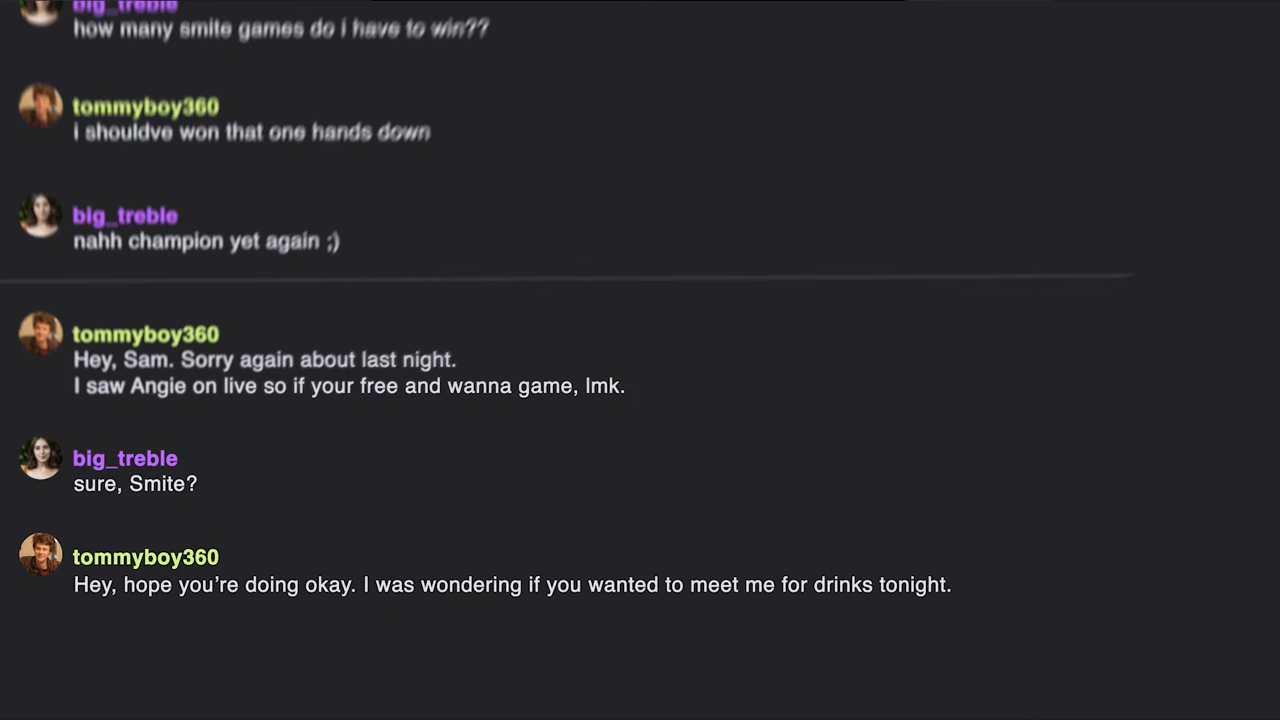 big_treble
how many smite games do i have to win??
tommyboy360
i shouldve won that one hands down
big_treble
nahh champion yet again ;)
tommyboy360
Hey, Sam. Sorry again about last night.
I saw Angie on live so if your free and wanna game, lmk.
big_treble
sure, Smite?
tommyboy360
Hey, hope you’re doing okay. I was wondering if you wanted to meet me for drinks tonight.